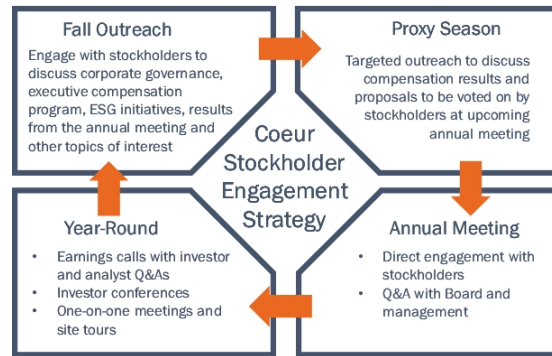 Fall Outreach
Engage with stockholders to
discuss corporate governance,
executive compensation
program, ESG initiatives, results
from the annual meeting and
other topics of interest
Proxy Season
Targeted outreach to discuss
compensation results and
proposals to be voted on by
stockholders at upcoming
annual meeting
Coeur
Stockholder
Engagement
Strategy
Year-Round
• Earnings calls with investor
and analyst Q&As
• Investor conferences
• One-on-one meetings and
site tours
Annual Meeting
• Direct engagement with
stockholders
• Q&A with Board and
management